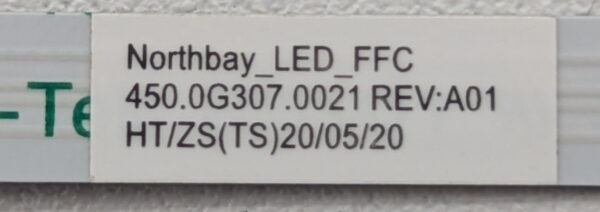 Northbay_LED_FFC
450.0G307.0021 REV:A01
HT/ZS(TS)20/05/20